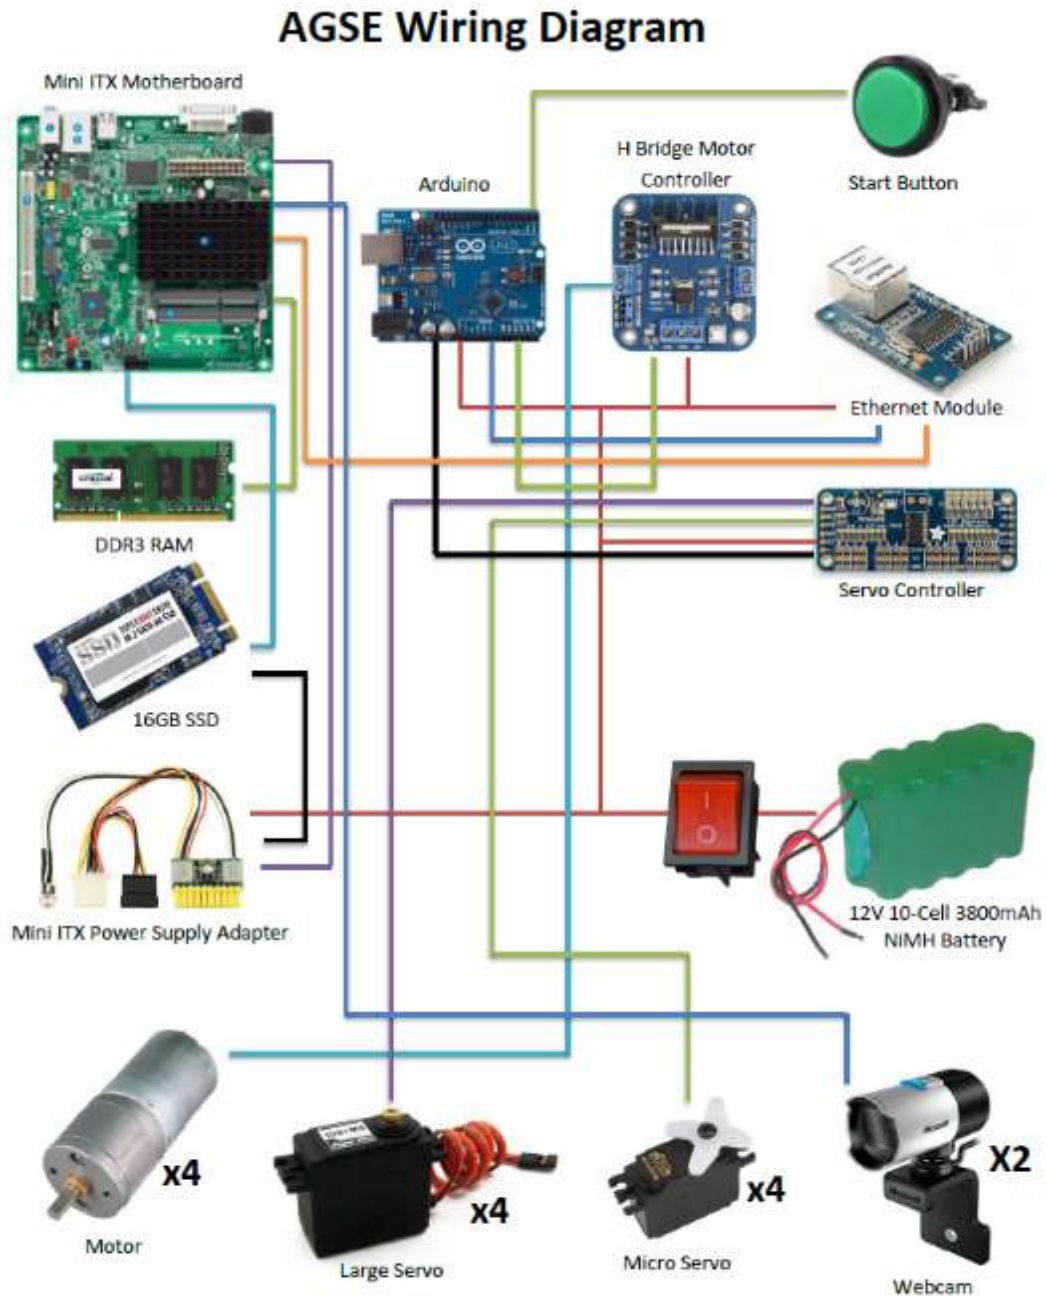 AGSE Wiring Diagram
Mini ITX Motherboard
H Bridge Motor
Controller
Arduino
Start Button
Ethernet Module
DDR3 RAM
Servo Controller
SSD
16GB SSD
12V 10-Cell 3800mAh
NiMH Battery
Mini ITX Power Supply Adapter
x4
Motor
x4
Large Servo
x4
Micro Servo
X2
Webcam